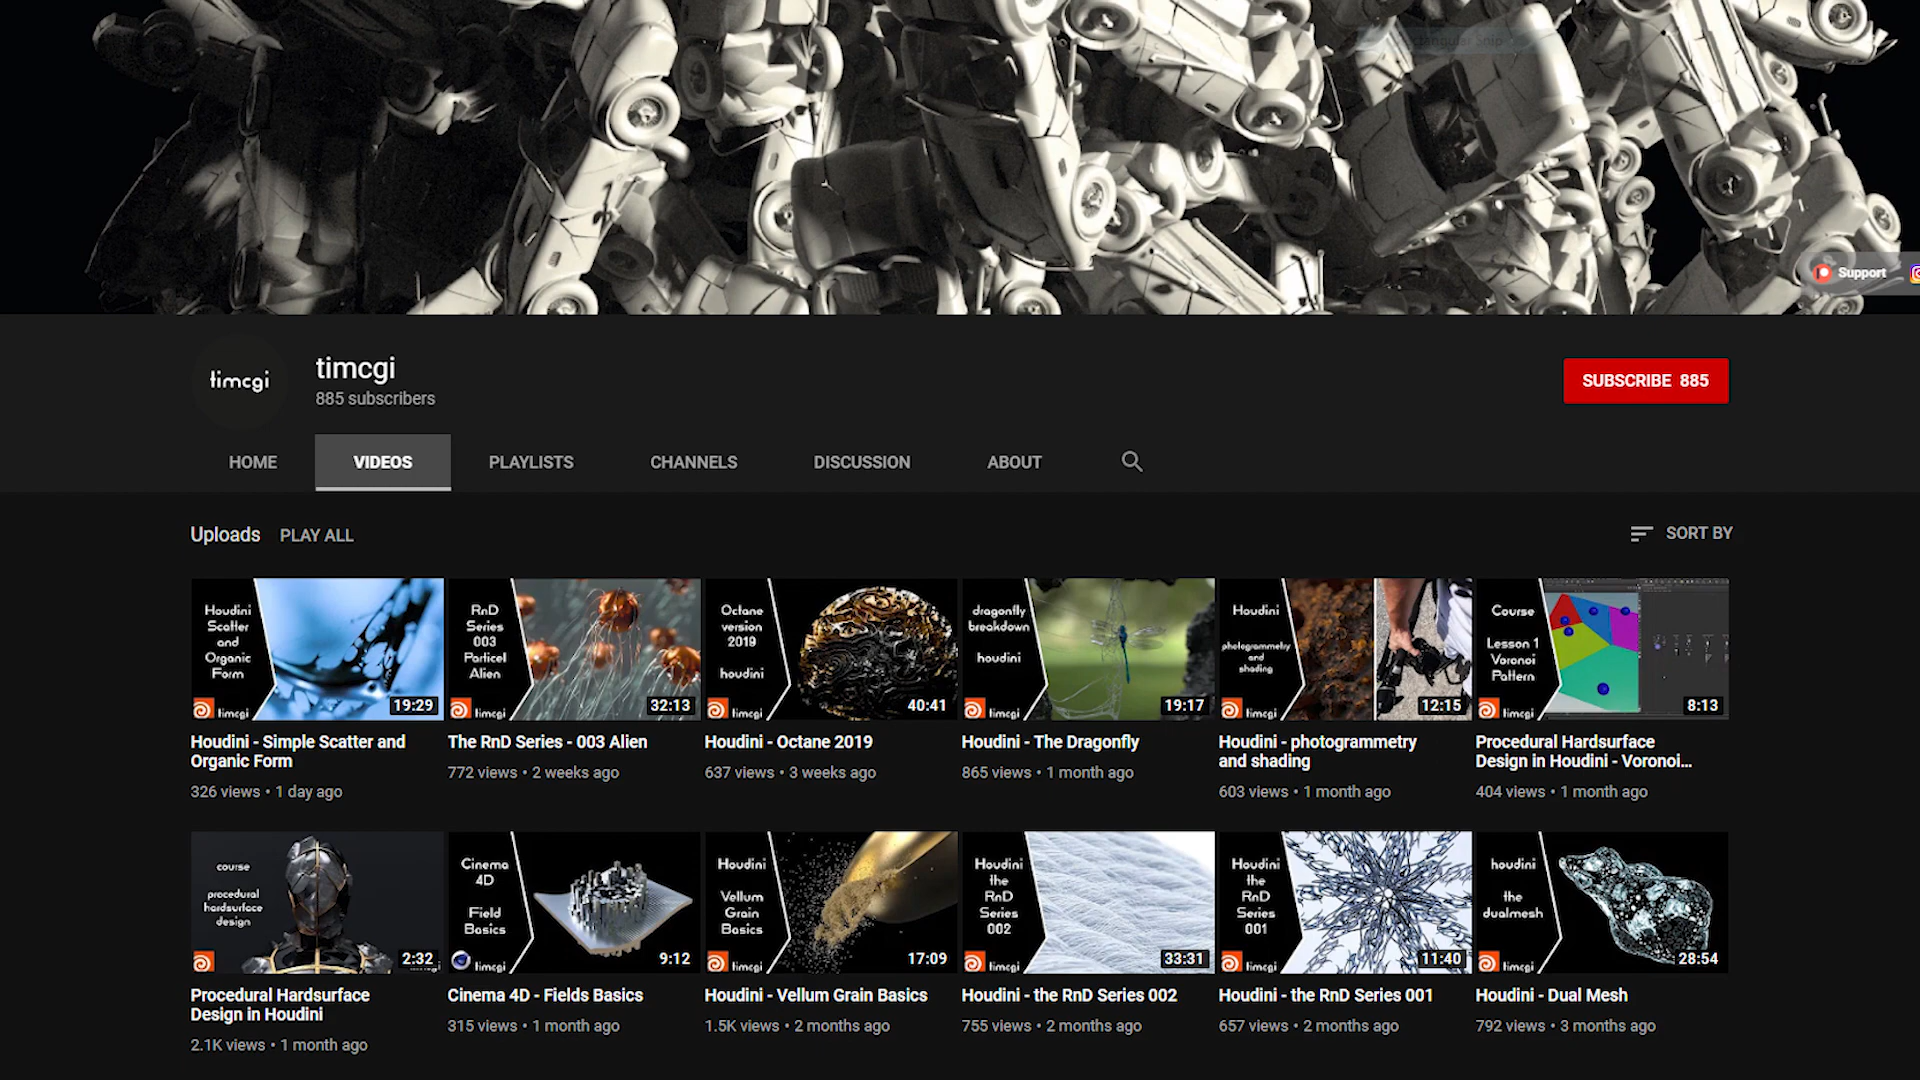 Rectangular Snip
Support
timcgi
timcgi
885 subscribers
SUBSCRIBE 885
HOME
VIDEOS
PLAYLISTS
CHANNELS
DISCUSSION
ABOUT
Uploads
PLAY ALL
SORT BY
Houdini
Scatter
and
Organic
Form
timcgi
19:29
Houdini - Simple Scatter and
Organic Form
326 views • 1 day ago
RnD
Series
003
Particel
Alien
timcgi
32:13
The RnD Series - 003 Alien
772 views • 2 weeks ago
Octane
version
2019
houdini
timcgi
40:41
Houdini - Octane 2019
637 views • 3 weeks ago
dragonfly
breakdown
houdini
timcgi
19:17
Houdini - The Dragonfly
865 views • 1 month ago
Houdini
photogrammetry
and
shading
timcgi
12:15
Houdini - photogrammetry
and shading
603 views • 1 month ago
Course
Lesson 1
Voronoi
Pattern
timcgi
8:13
Procedural Hardsurface
Design in Houdini - Voronoi...
404 views • 1 month ago
course
procedural
hardsurface
design
2:32
timcgi
Procedural Hardsurface
Design in Houdini
2.1K views • 1 month ago
Cinema
4D
Field
Basics
timcgi
9:12
Cinema 4D - Fields Basics
315 views • 1 month ago
Houdini
Vellum
Grain
Basics
timcgi
17:09
Houdini - Vellum Grain Basics
1.5K views • 2 months ago
Houdini
the
RnD
Series
002
timcgi
33:31
Houdini - the RnD Series 002
755 views • 2 months ago
Houdini
the
RnD
Series
001
timcgi
11:40
Houdini - the RnD Series 001
657 views • 2 months ago
houdini
the
dualmesh
timcgi
28:54
Houdini - Dual Mesh
792 views • 3 months ago